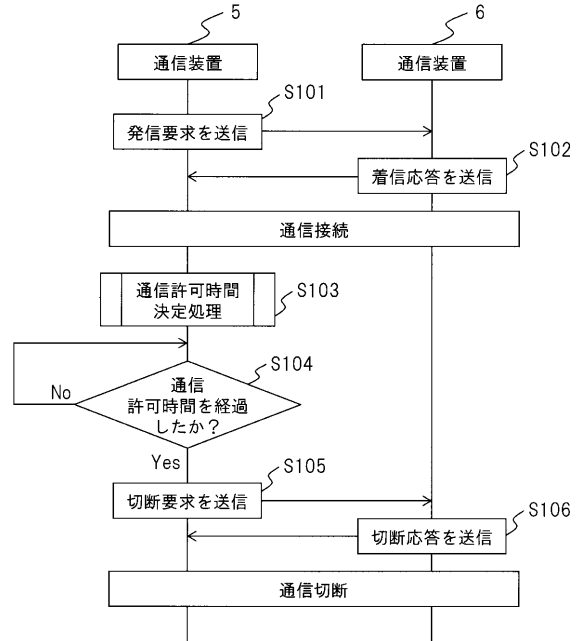 5
6
通信装置
通信装置
S101
発信要求を送信
S102
着信応答を送信
通信接続
通信許可時間
決定処理
S103
S104
No
通信
許可時間を経過
したか？
Yes
S105
切断要求を送信
S106
切断応答を送信
通信切断